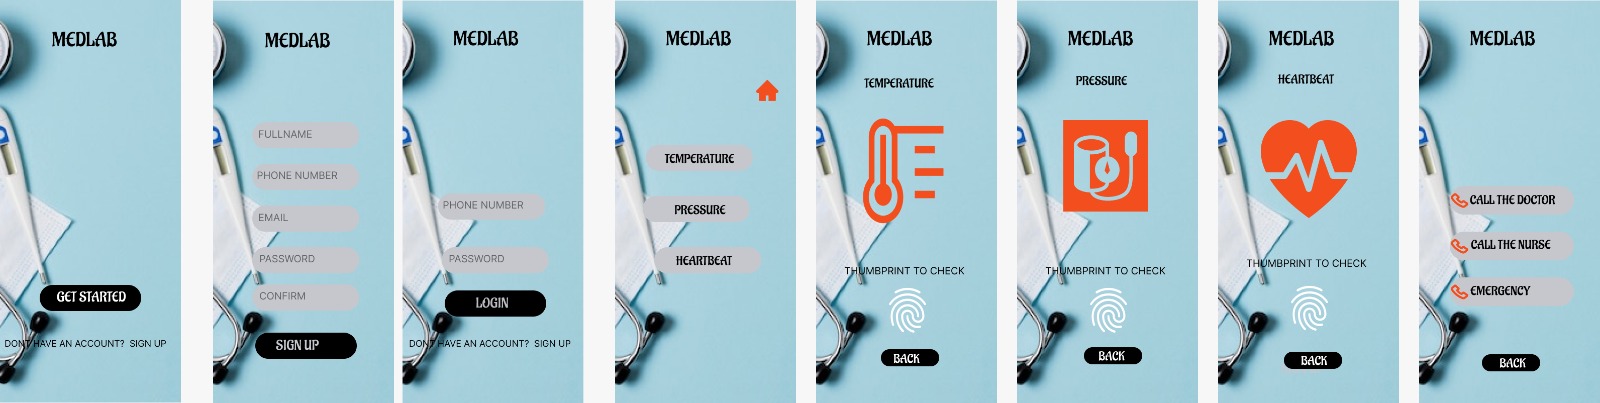 MEDLAB
GET STARTED
DONT HAVE AN ACCOUNT? SIGN UP
MEDLAB
FULLNAME
PHONE NUMBER
EMAIL
PASSWORD
CONFIRM
SIGN UP
MEDLAB
PHONE NUMBER
PASSWORD
LOGIN
DONT HAVE AN ACCOUNT? SIGN UP
MEDLAB
TEMPERATURE
PRESSURE
HEARTBEAT
MEDLAB
TEMPERATURE
THUMBPRINT TO CHECK
BACK
MEDLAB
PRESSURE
THUMBPRINT TO CHECK
BACK
MEDLAB
HEARTBEAT
THUMBPRINT TO CHECK
BACK
MEDLAB
CALL THE DOCTOR
CALL THE NURSE
EMERGENCY
BACK